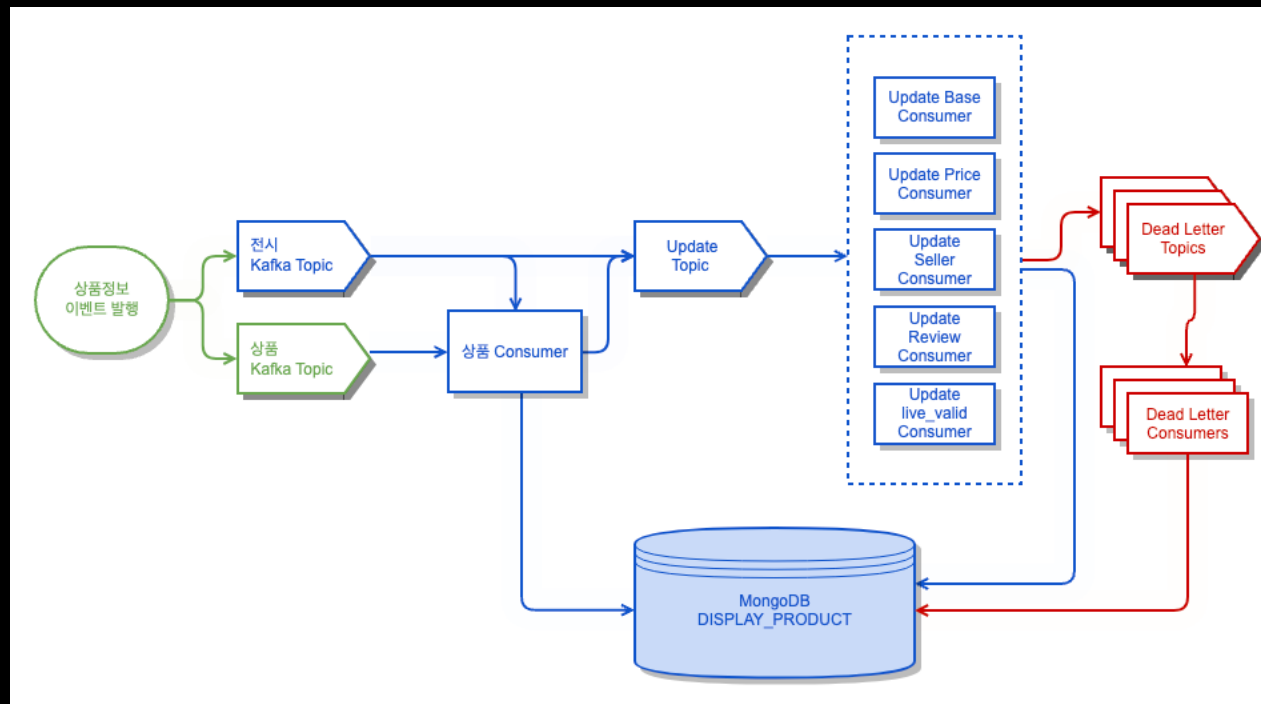 상품정보
이벤트 발행
전시
Kafka Topic
상품
Kafka Topic
상품 Consumer
Update
Topic
Update Base
Consumer
Update Price
Consumer
Update
Seller
Consumer
Update
Review
Consumer
Update
live_valid
Consumer
Dead Letter
Topics
Dead Letter
Consumers
MongoDB
DISPLAY_PRODUCT